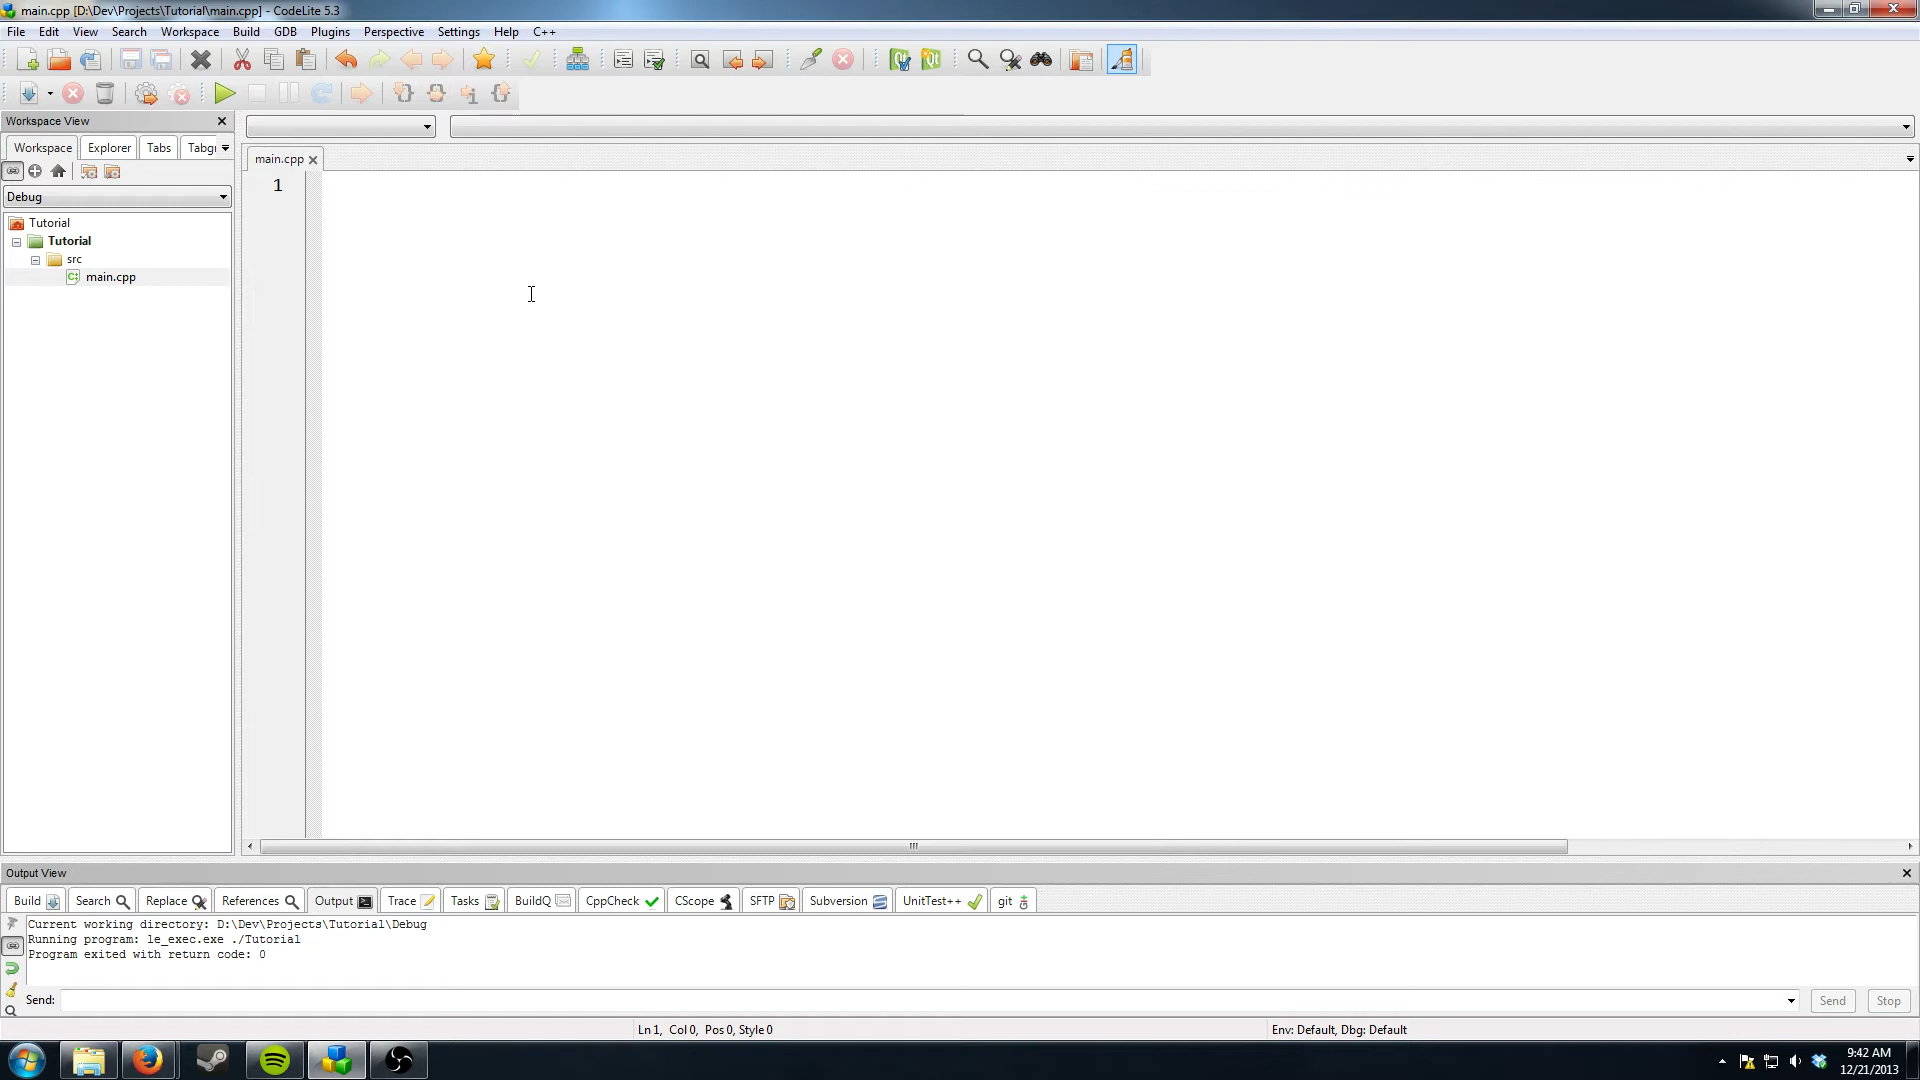 main.cpp [D:\Dev\Projects\Tutorial\main.cpp] - CodeLite 5.3
File Edit View Search Workspace Build GDB Plugins Perspective Settings Help C++
Workspace View
Workspace Explorer Tabs Tabg
main.cpp
Debug
1
Tutorial
Tutorial
src
main.cpp
Output View
Build Search Replace References Output Trace Tasks BuildQ CppCheck CScope SFTP Subversion UnitTest++ git
Current working directory: D:\Dev\Projects\Tutorial\Debug
Running program: le_exec.exe ./Tutorial
Program exited with return code: 0
Send: Send Stop
Ln 1, Col 0, Pos 0, Style 0 Env: Default, Dbg: Default
9:42 AM
12/21/2013